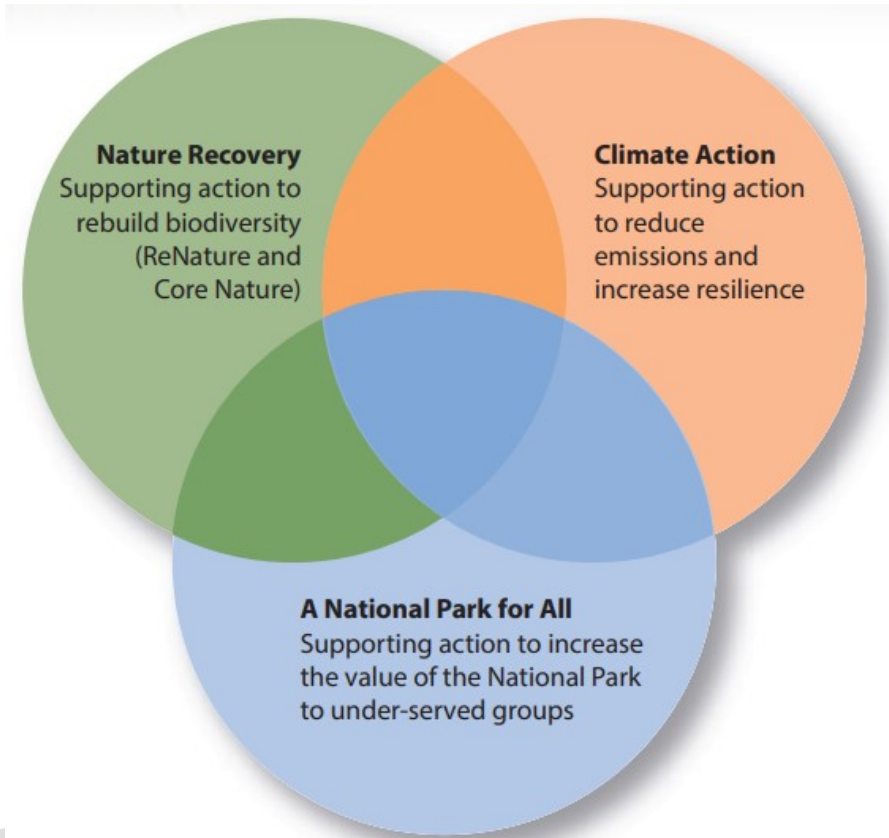 Nature Recovery
Supporting action to
rebuild biodiversity
(ReNature and
Core Nature)
Climate Action
Supporting action
to reduce
emissions and
increase resilience
A National Park for All
Supporting action to increase
the value of the National Park
to under-served groups